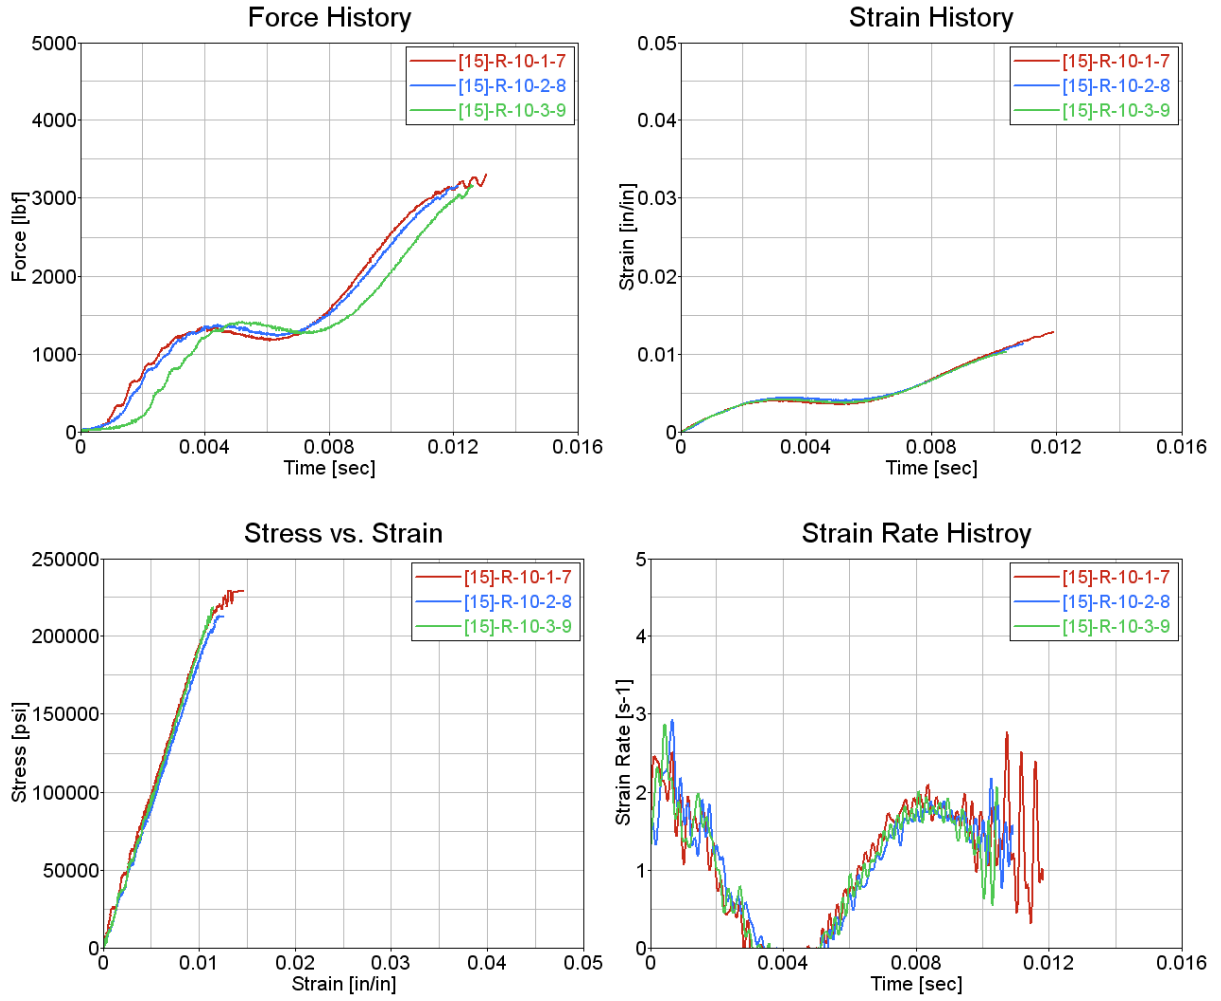 Force History
5000
4000
3000
2000
1000
0
Force [lbf]
[15]-R-10-1-7
[15]-R-10-2-8
[15]-R-10-3-9
0 0.004 0.008 0.012 0.016
Time [sec]
Strain History
0.05
0.04
0.03
0.02
0.01
0
Strain [in/in]
[15]-R-10-1-7
[15]-R-10-2-8
[15]-R-10-3-9
0 0.004 0.008 0.012 0.016
Time [sec]
Stress vs. Strain
250000
200000
150000
100000
50000
0
Stress [psi]
[15]-R-10-1-7
[15]-R-10-2-8
[15]-R-10-3-9
0 0.01 0.02 0.03 0.04 0.05
Strain [in/in]
Strain Rate Histroy
5
4
3
2
1
0
Strain Rate [s-1]
[15]-R-10-1-7
[15]-R-10-2-8
[15]-R-10-3-9
0 0.004 0.008 0.012 0.016
Time [sec]